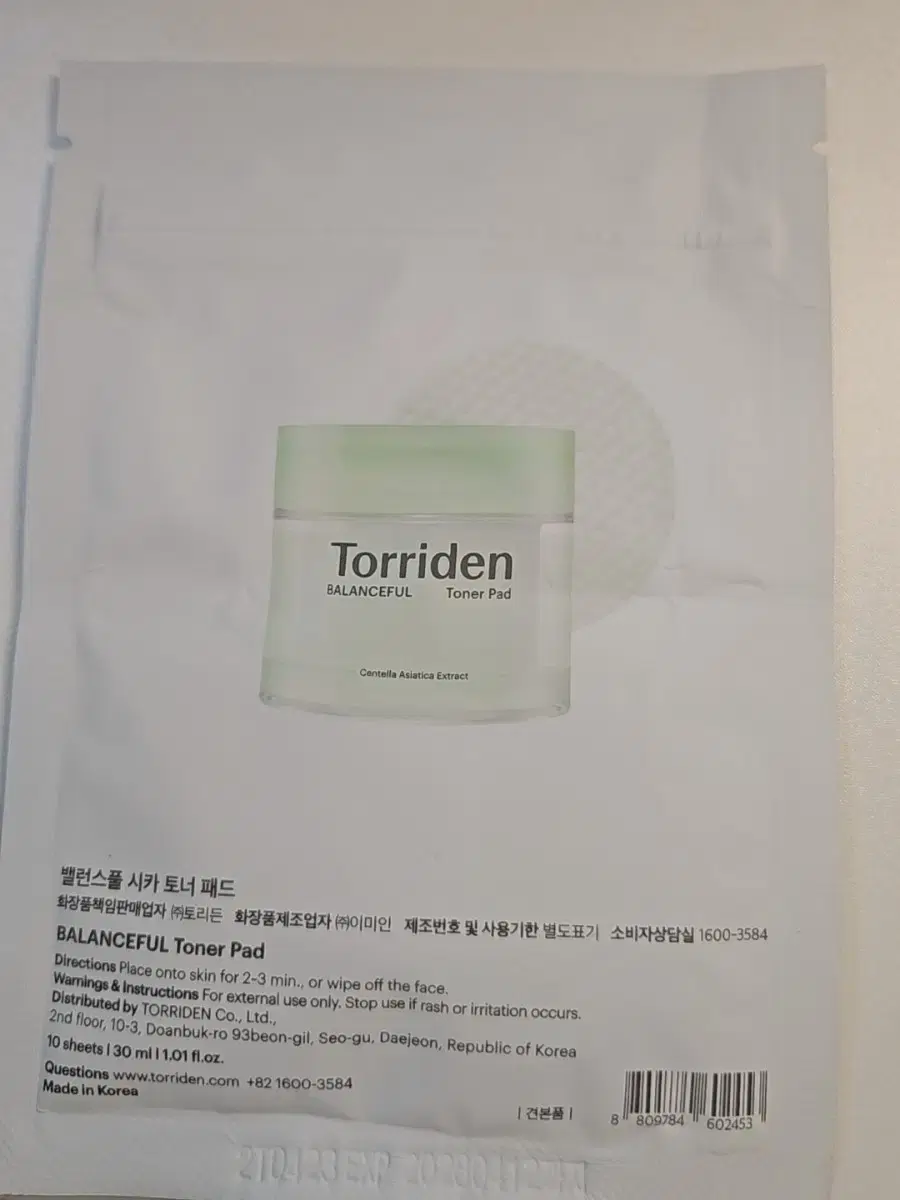 Torriden
BALANCEFUL Toner Pad
Centella Asiatica Extract
밸런스풀 시카 토너 패드
화장품책임판매업자 ㈜토리든 화장품제조업자 ㈜이미인 제조번호 및 사용기한 별도표기 소비자상담실 1600-3584
BALANCEFUL Toner Pad
Directions Place onto skin for 2-3 min., or wipe off the face.
Warnings & Instructions For external use only. Stop use if rash or irritation occurs.
Distributed by TORRIDEN Co., Ltd.,
2nd floor, 10-3, Doanbuk-ro 93beon-gil, Seo-gu, Daejeon, Republic of Korea
10 sheets I 30 ml I 1.01 fl.oz.
Questions www.torriden.com +82 1600-3584
Made in Korea
| 견본품 |
8 809784 602453
EXP